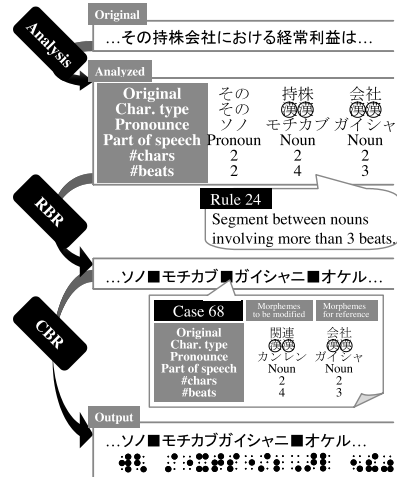 Original
Analysis
…その持株会社における経常利益は…
Analyzed
Original その 持株 会社
Char. type その 漢漢 漢漢
Pronounce ソノ モチカブ ガイシャ
Part of speech Pronoun Noun Noun
#chars 2 2 2
#beats 2 4 3
RBR
Rule 24
Segment between nouns
involving more than 3 beats.
…ソノ■モチカブ■ガイシャニ■オケル…
CBR
Case 68 Morphemes to be modified Morphemes for reference
Original 関連 会社
Char. type 漢漢 漢漢
Pronounce カンレン ガイシャ
Part of speech Noun Noun
#chars 2 2
#beats 4 3
Output
…ソノ■モチカブガイシャニ■オケル…